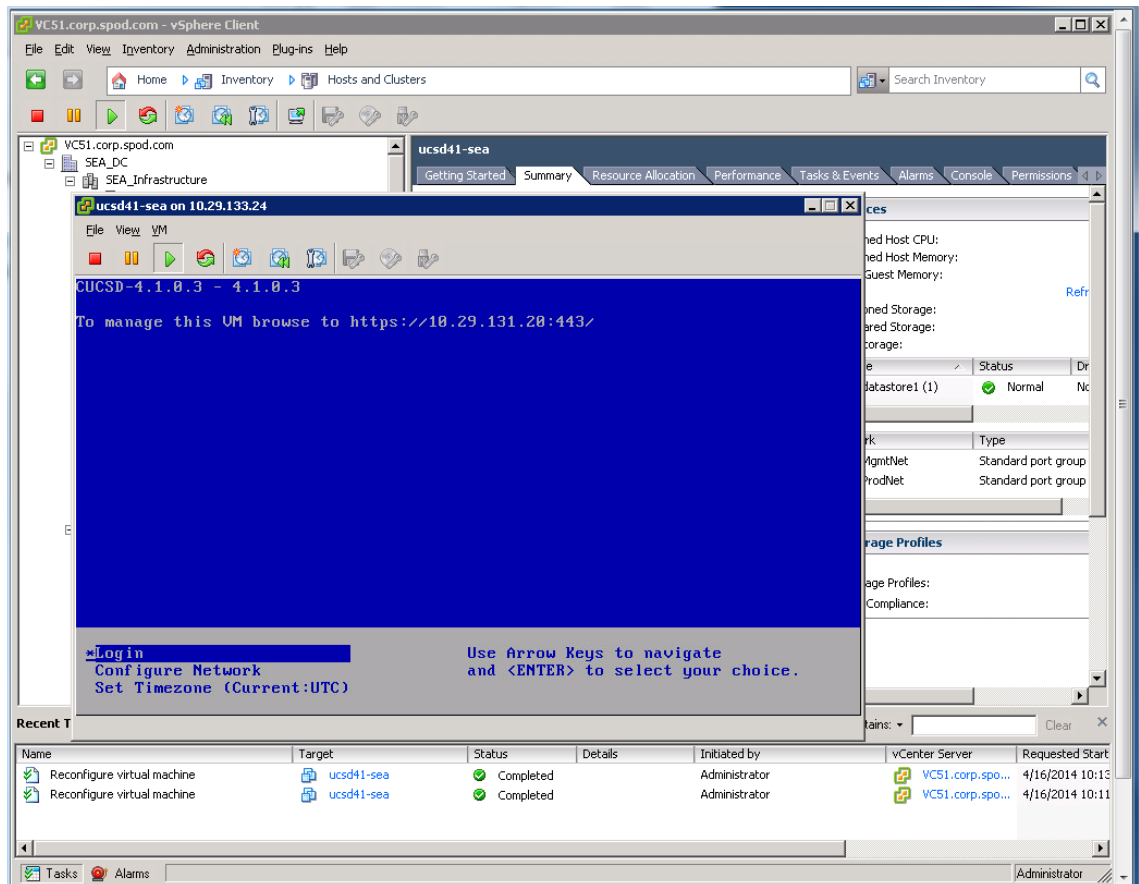 VC51.corp.spod.com - vSphere Client
File Edit View Inventory Administration Plug-ins Help
Home Inventory Hosts and Clusters
Search Inventory
VC51.corp.spod.com
SEA_DC
SEA_Infrastructure
ucsd41-sea
Getting Started Summary Resource Allocation Performance Tasks & Events Alarms Console Permissions
ucsd41-sea on 10.29.133.24
File View VM
CUCSD-4.1.0.3 - 4.1.0.3
To manage this VM browse to https://10.29.131.20:443/
*Login
Configure Network
Set Timezone (Current:UTC)
Use Arrow Keys to navigate
and <ENTER> to select your choice.
ces
ned Host CPU:
ned Host Memory:
Guest Memory:
Refr
oned Storage:
ared Storage:
torage:
e Status Dr
datastore1 (1) Normal No
rk Type
MgmtNet Standard port group
ProdNet Standard port group
rage Profiles
age Profiles:
Compliance:
Recent T
tains: Clear
Name Target Status Details Initiated by vCenter Server Requested Start
Reconfigure virtual machine ucsd41-sea Completed Administrator VC51.corp.spo... 4/16/2014 10:13
Reconfigure virtual machine ucsd41-sea Completed Administrator VC51.corp.spo... 4/16/2014 10:11
Tasks Alarms Administrator